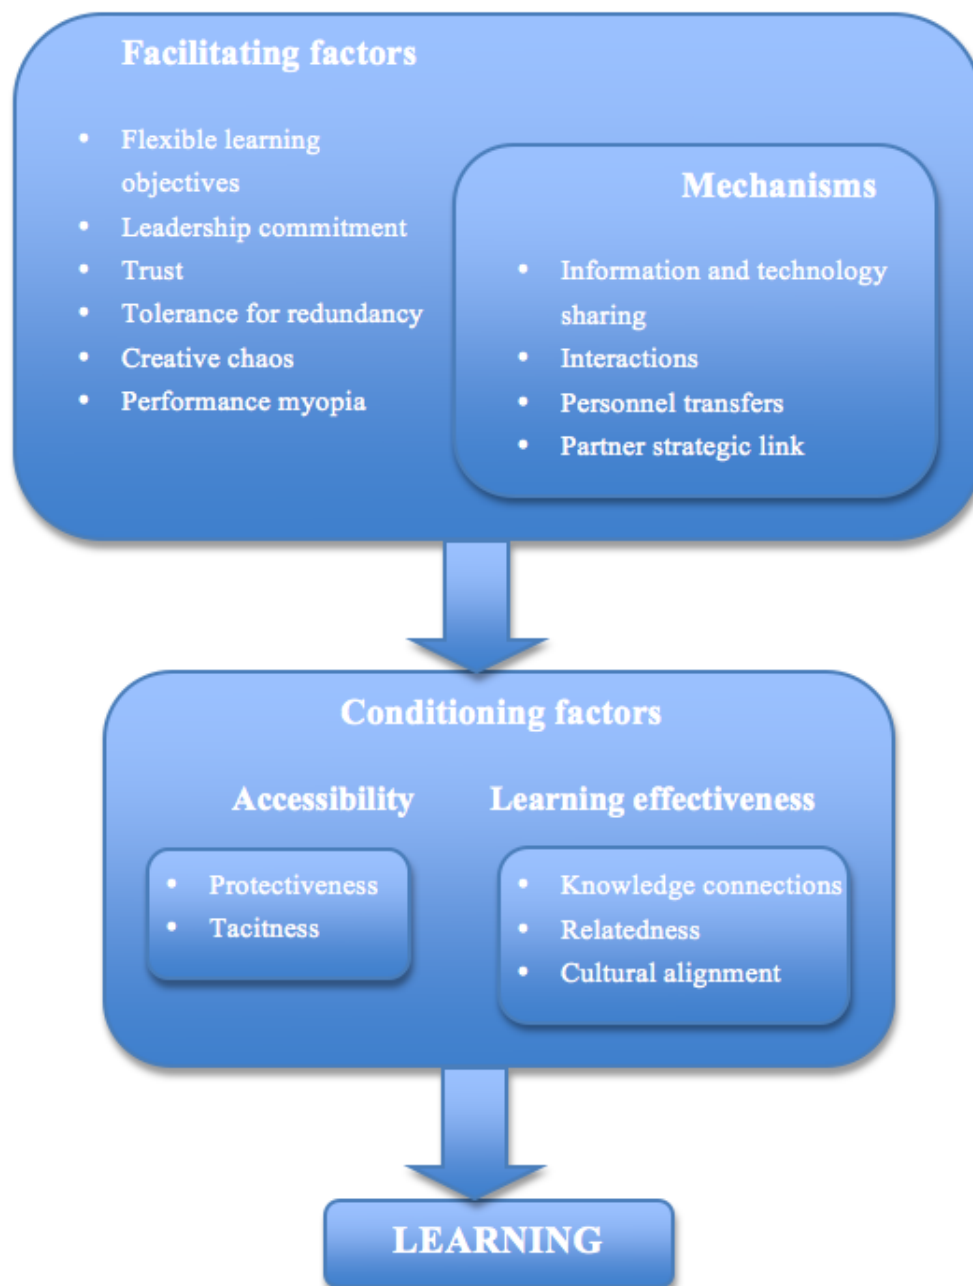 Facilitating factors
• Flexible learning
objectives
• Leadership commitment
• Trust
• Tolerance for redundancy
• Creative chaos
• Performance myopia
Mechanisms
• Information and technology
sharing
• Interactions
• Personnel transfers
• Partner strategic link
Conditioning factors
Accessibility
• Protectiveness
• Tacitness
Learning effectiveness
• Knowledge connections
• Relatedness
• Cultural alignment
LEARNING